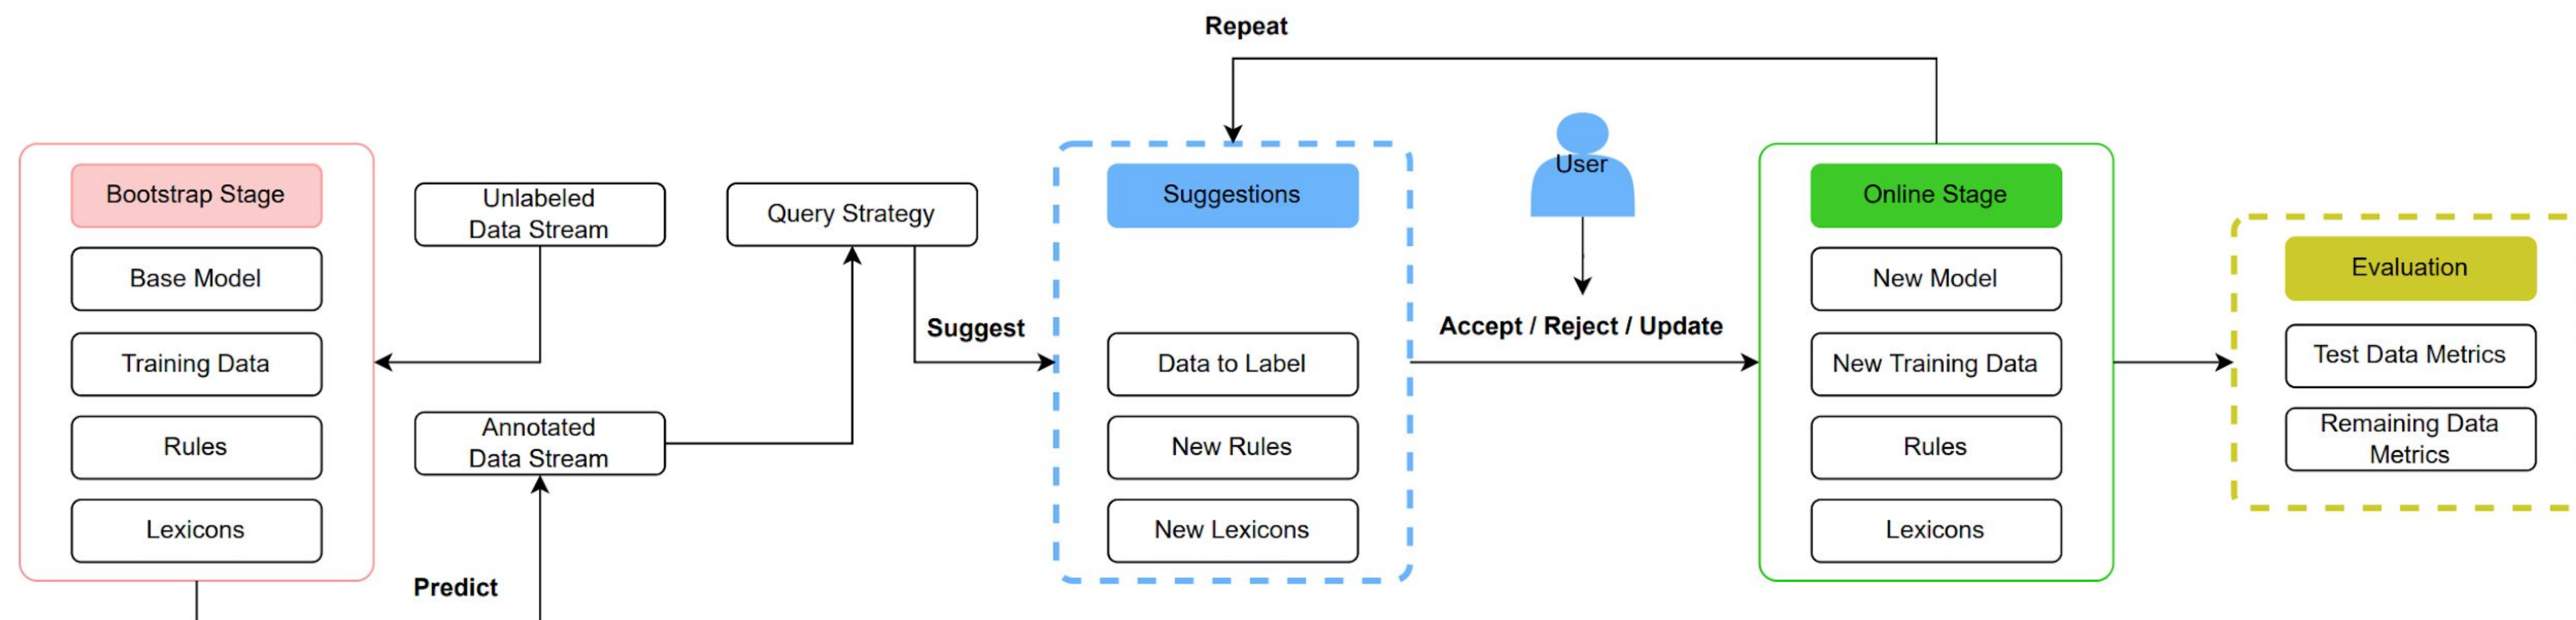 Repeat
Bootstrap Stage
Base Model
Training Data
Rules
Lexicons
Unlabeled
Data Stream
Annotated
Data Stream
Predict
Query Strategy
Suggest
Suggestions
Data to Label
New Rules
New Lexicons
User
Accept / Reject / Update
Online Stage
New Model
New Training Data
Rules
Lexicons
Evaluation
Test Data Metrics
Remaining Data
Metrics